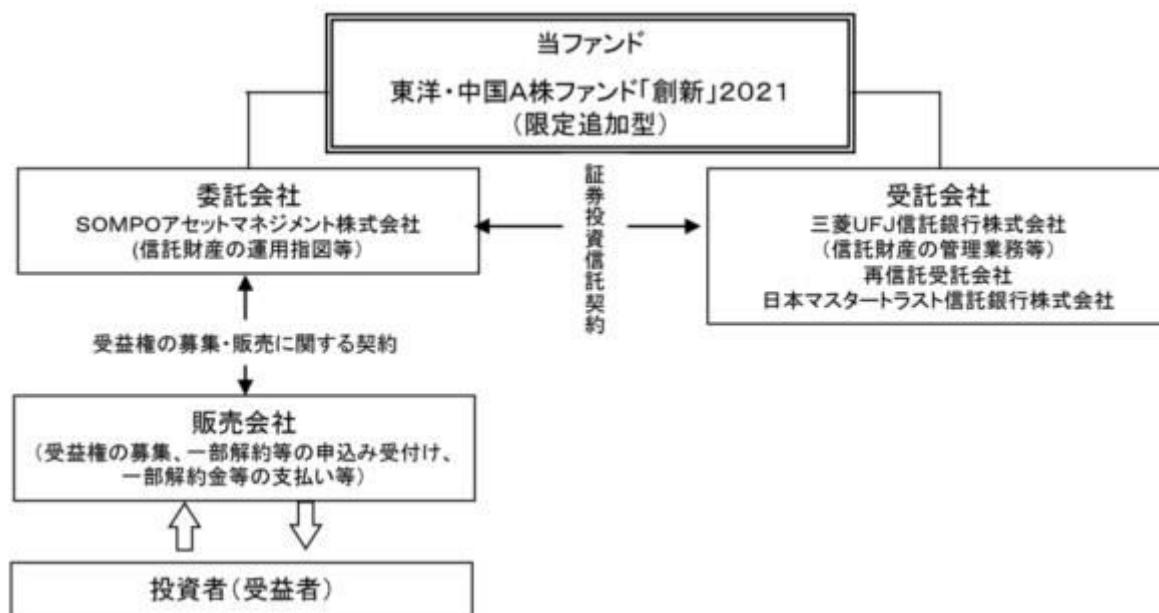 当ファンド
東洋・中国A株ファンド「創新」2021
(限定追加型)
委託会社
SOMPOアセットマネジメント株式会社
(信託財産の運用指図等)
証券投資信託契約
受託会社
三菱UFJ信託銀行株式会社
(信託財産の管理業務等)
再信託受託会社
日本マスタートラスト信託銀行株式会社
受益権の募集・販売に関する契約
販売会社
(受益権の募集、一部解約等の申込み受付け、
一部解約金等の支払い等)
投資者(受益者)